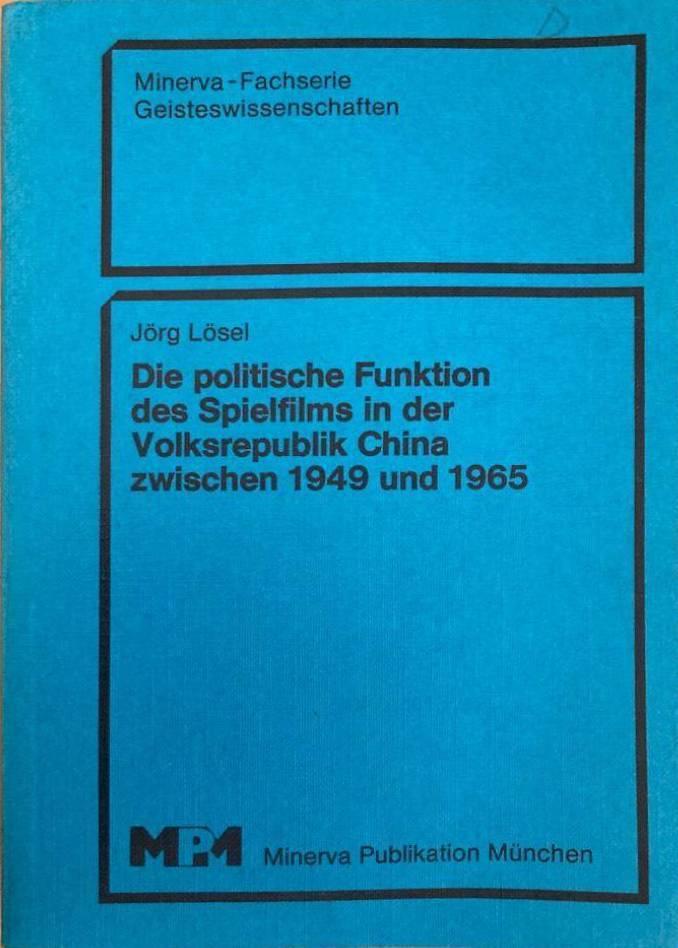 D
Minerva-Fachserie
Geisteswissenschaften
Jörg Lösel
Die politische Funktion
des Spielfilms in der
Volksrepublik China
zwischen 1949 und 1965
MPM Minerva Publikation München